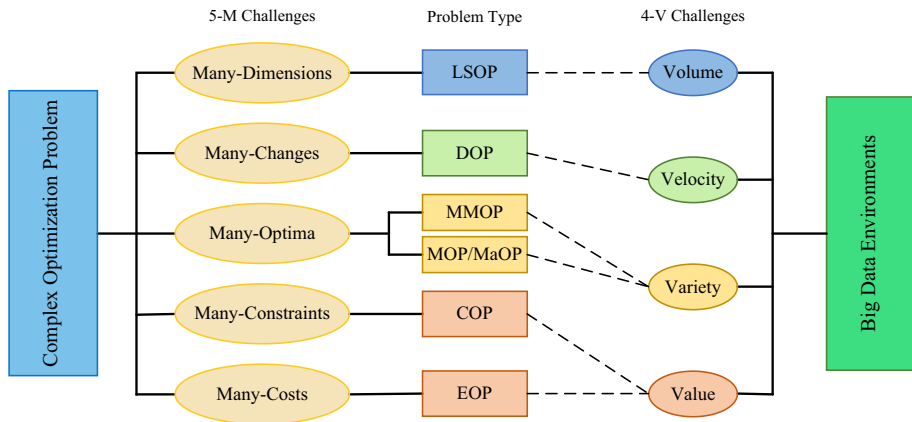 5-M Challenges
Problem Type
4-V Challenges
Complex Optimization Problem
Many-Dimensions
LSOP
Volume
Many-Changes
DOP
Velocity
Many-Optima
MMOP
MOP/MaOP
Variety
Many-Constraints
COP
Many-Costs
EOP
Value
Big Data Environments